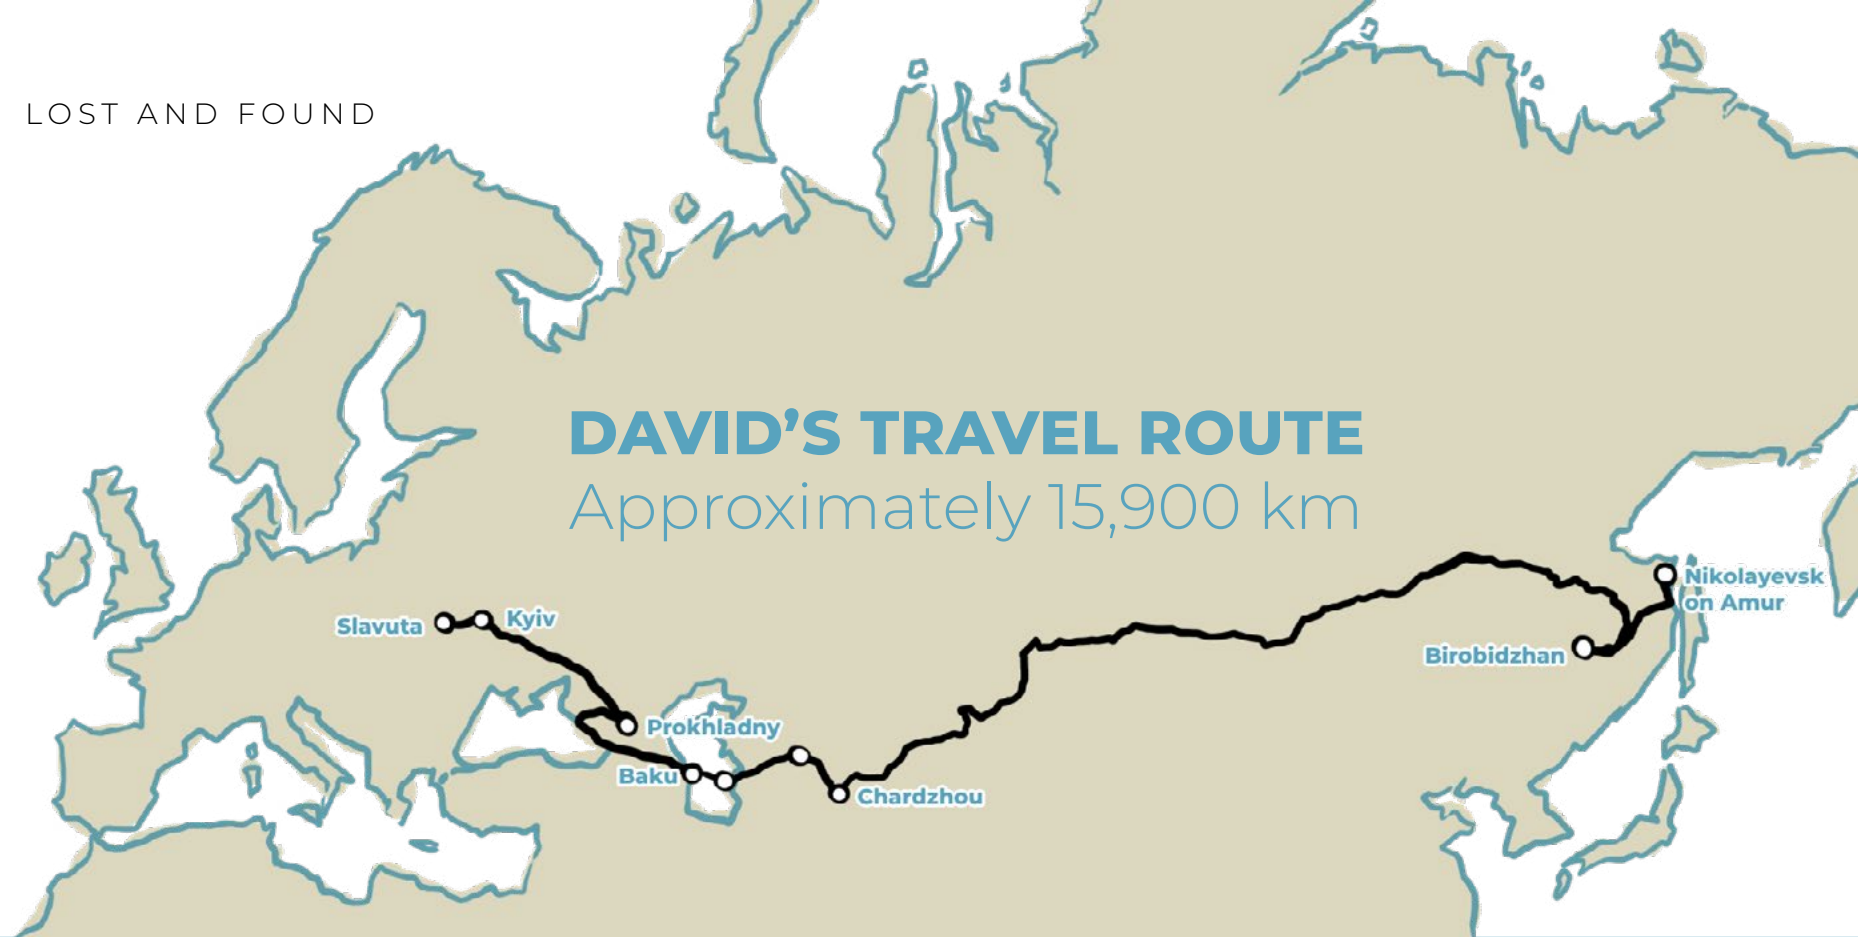 LOST AND FOUND
DAVID'S TRAVEL ROUTE
Approximately 15,900 km
Nikolayevsk
on Amur
Slavuta
Kyiv
Birobidzhan
Prokhladny
Baku
Chardzhou